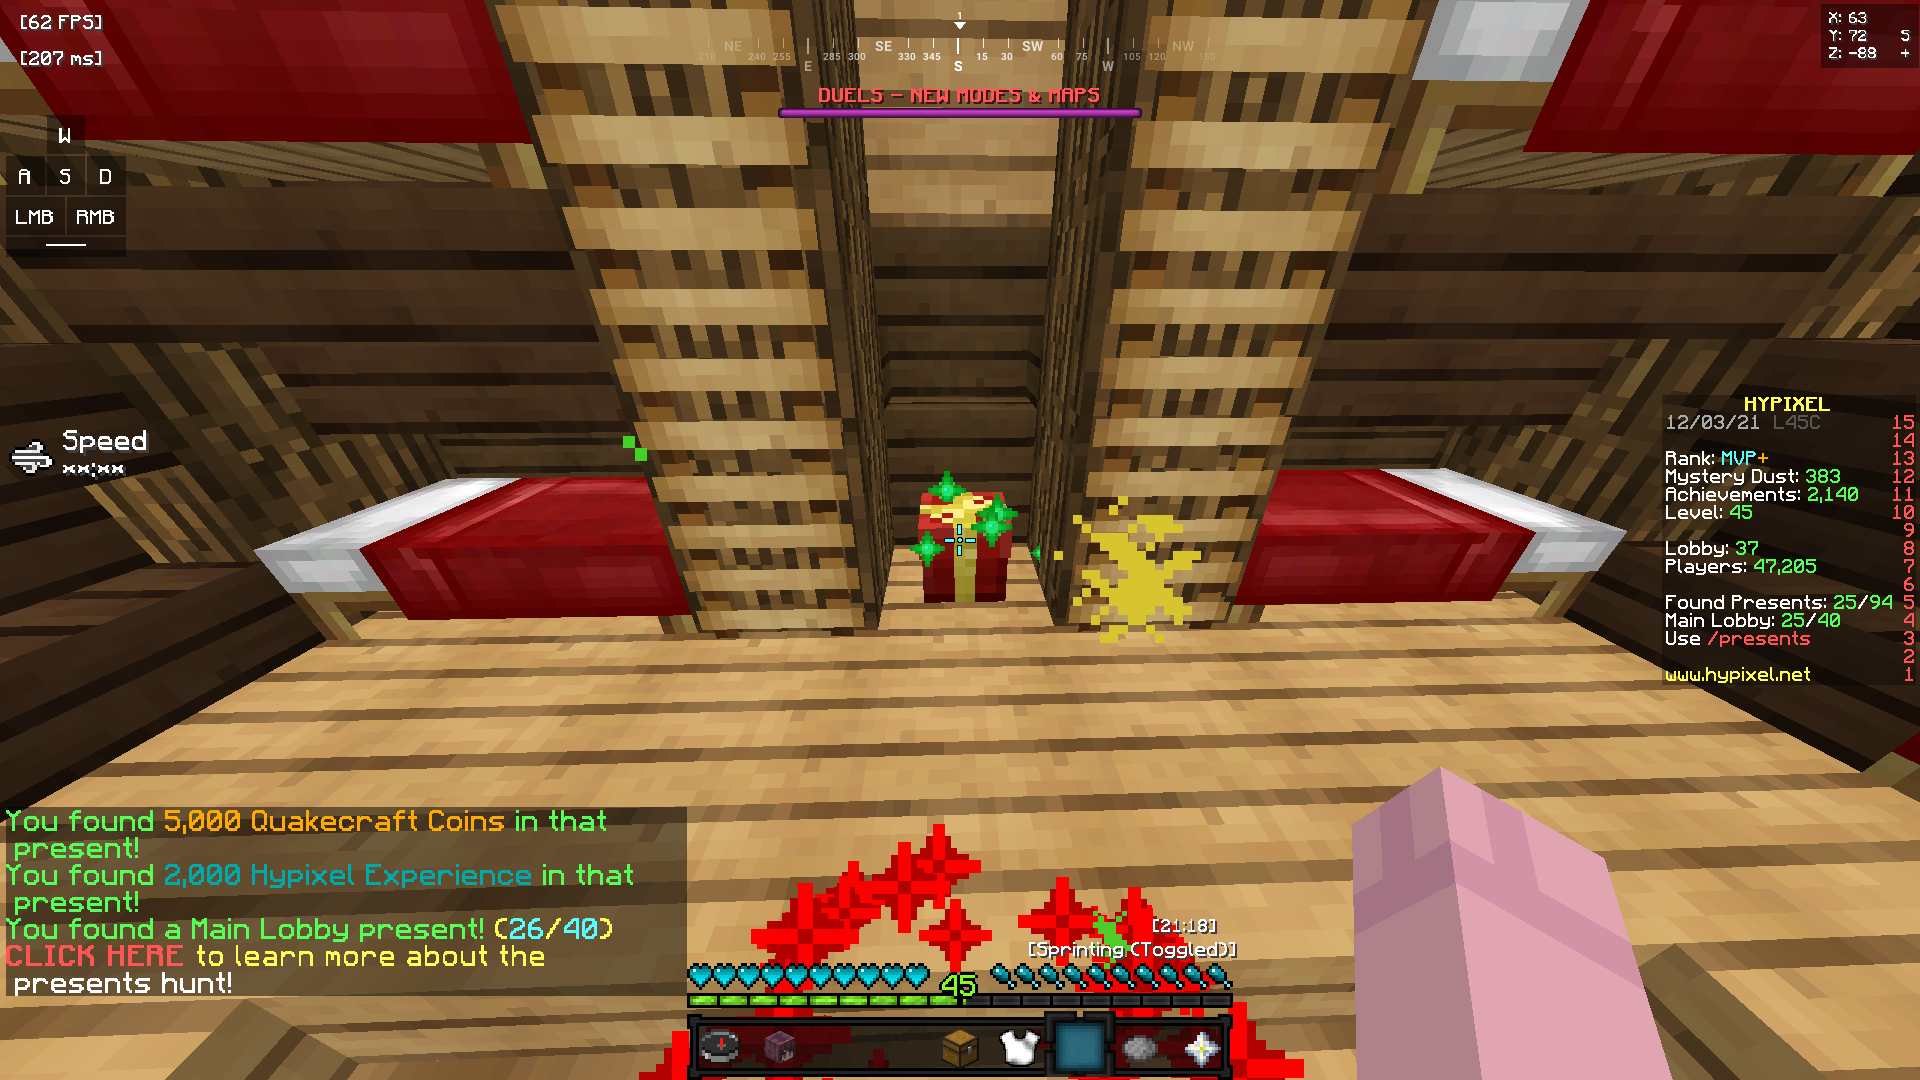 [62 FPS]
[207 ms]
W
A S D
LMB RMB
1
NE SE SW NW
210 240 255 285 300 330 345 15 30 60 75 105 120 150
E S W
DUELS - NEW MODES & MAPS
X: 63
Y: 72 S
Z: -88 +
Speed
**:**
HYPIXEL
12/03/21 L45C 15
14
Rank: MVP+ 13
Mystery Dust: 383 12
Achievements: 2,140 11
Level: 45 10
9
Lobby: 37 8
Players: 47,205 7
6
Found Presents: 25/94 5
Main Lobby: 25/40 4
Use /presents 3
2
www.hypixel.net 1
You found 5,000 Quakecraft Coins in that
present!
You found 2,000 Hypixel Experience in that
present!
You found a Main Lobby present! (26/40)
CLICK HERE to learn more about the
presents hunt!
[21:18]
[Sprinting (Toggled)]
45